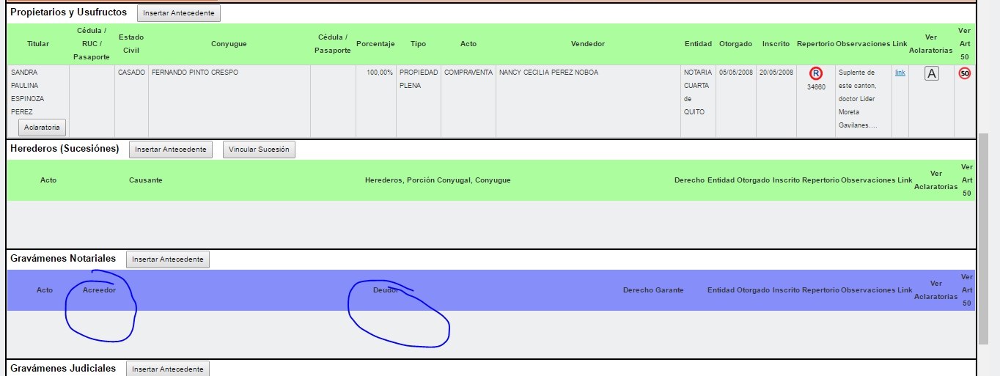 Propietarios y Usufructos Insertar Antecedente
Titular Cédula / RUC / Pasaporte Estado Civil Conyugue Cédula / Pasaporte Porcentaje Tipo Acto Vendedor Entidad Otorgado Inscrito Repertorio Observaciones Link Ver Aclaratorias Ver Art 50
SANDRA PAULINA ESPINOZA PEREZ CASADO FERNANDO PINTO CRESPO 100,00% PROPIEDAD PLENA COMPRAVENTA NANCY CECILIA PEREZ NOBOA NOTARIA CUARTA de QUITO 05/05/2008 20/05/2008 R 34660 Suplente de este canton, doctor Lider Moreta Gavilanes.... link A 50
Aclaratoria
Herederos (Sucesiónes) Insertar Antecedente Vincular Sucesión
Acto Causante Herederos, Porción Conyugal, Conyugue Derecho Entidad Otorgado Inscrito Repertorio Observaciones Link Ver Aclaratorias Ver Art 50
Gravámenes Notariales Insertar Antecedente
Acto Acreedor Deudor Derecho Garante Entidad Otorgado Inscrito Repertorio Observaciones Link Ver Aclaratorias Ver Art 50
Gravámenes Judiciales Insertar Antecedente